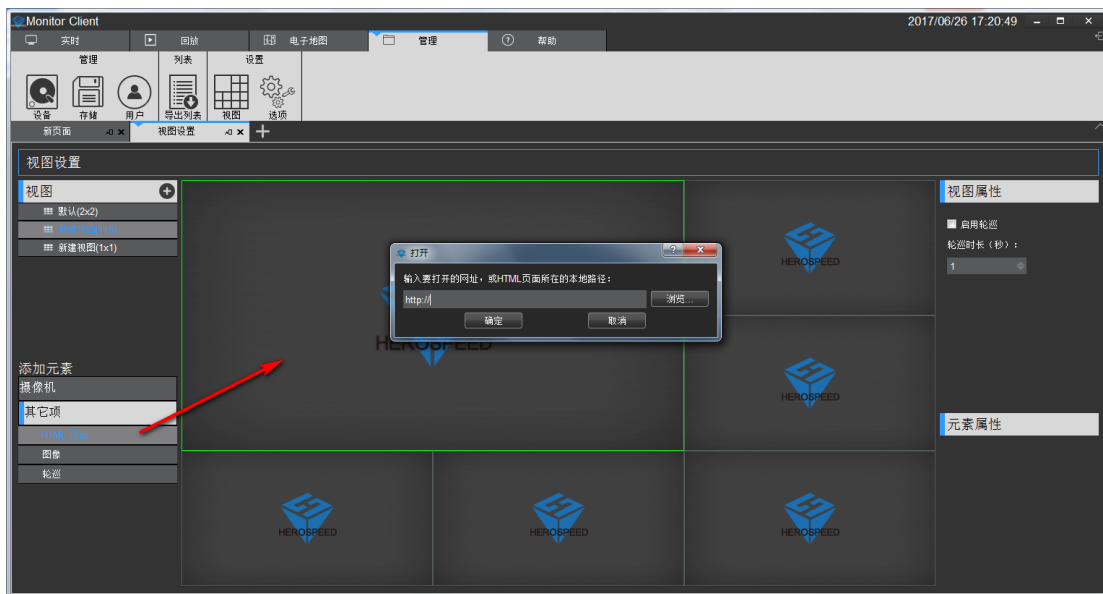 Monitor Client
2017/06/26 17:20:49
实时
回放
电子地图
管理
帮助
管理
列表
设置
设备
存储
用户
导出列表
视图
选项
新页面
视图设置
视图设置
视图
默认(2x2)
新建视图(1x1)
添加元素
摄像机
其它项
图像
轮巡
HEROSPEED
HEROSPEED
HEROSPEED
HEROSPEED
HEROSPEED
HEROSPEED
打开
输入要打开的网址，或HTML页面所在的本地路径：
http://
浏览...
确定
取消
视图属性
启用轮巡
轮巡时长（秒）：
1
元素属性